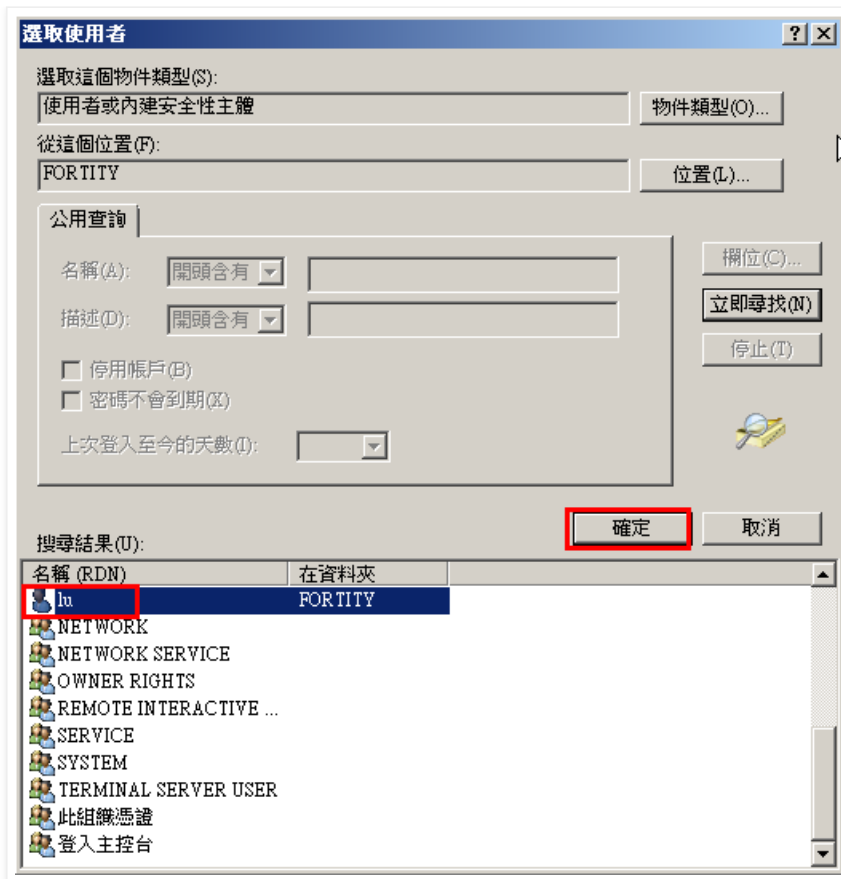 選取使用者
選取這個物件類型(S):
使用者或內建安全性主體
物件類型(O)...
從這個位置(F):
FORTITY
位置(L)...
公用查詢
名稱(A): 開頭含有
欄位(C)...
描述(D): 開頭含有
立即尋找(N)
停用帳戶(B)
停止(T)
密碼不會到期(X)
上次登入至今的天數(I):
確定 取消
搜尋結果(U):
名稱 (RDN) 在資料夾
lu FORTITY
NETWORK
NETWORK SERVICE
OWNER RIGHTS
REMOTE INTERACTIVE ...
SERVICE
SYSTEM
TERMINAL SERVER USER
此組織憑證
登入主控台